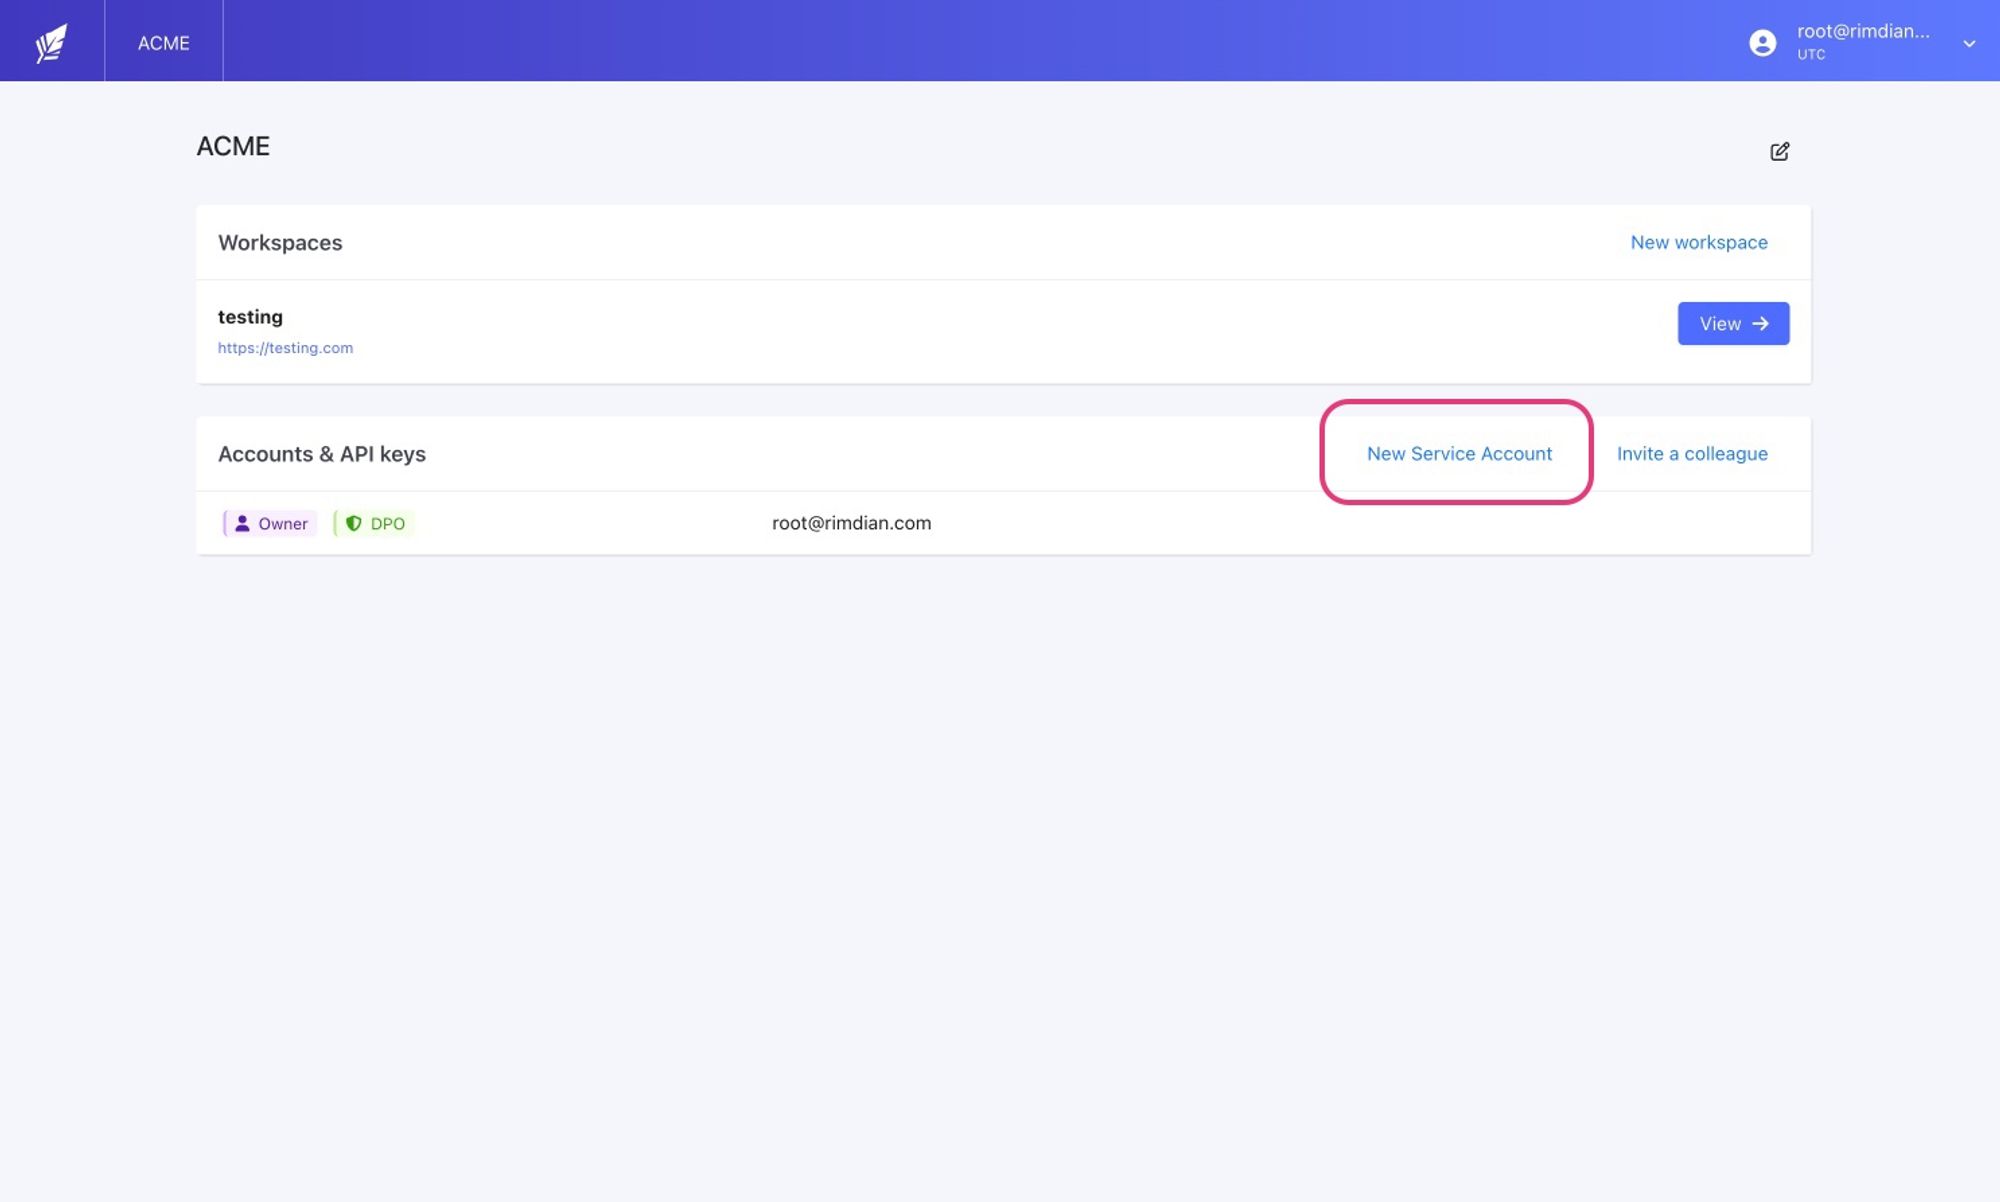 ACME
root@rimdian...
UTC
ACME
Workspaces
New workspace
testing
https://testing.com
View
Accounts & API keys
New Service Account
Invite a colleague
Owner
DPO
root@rimdian.com